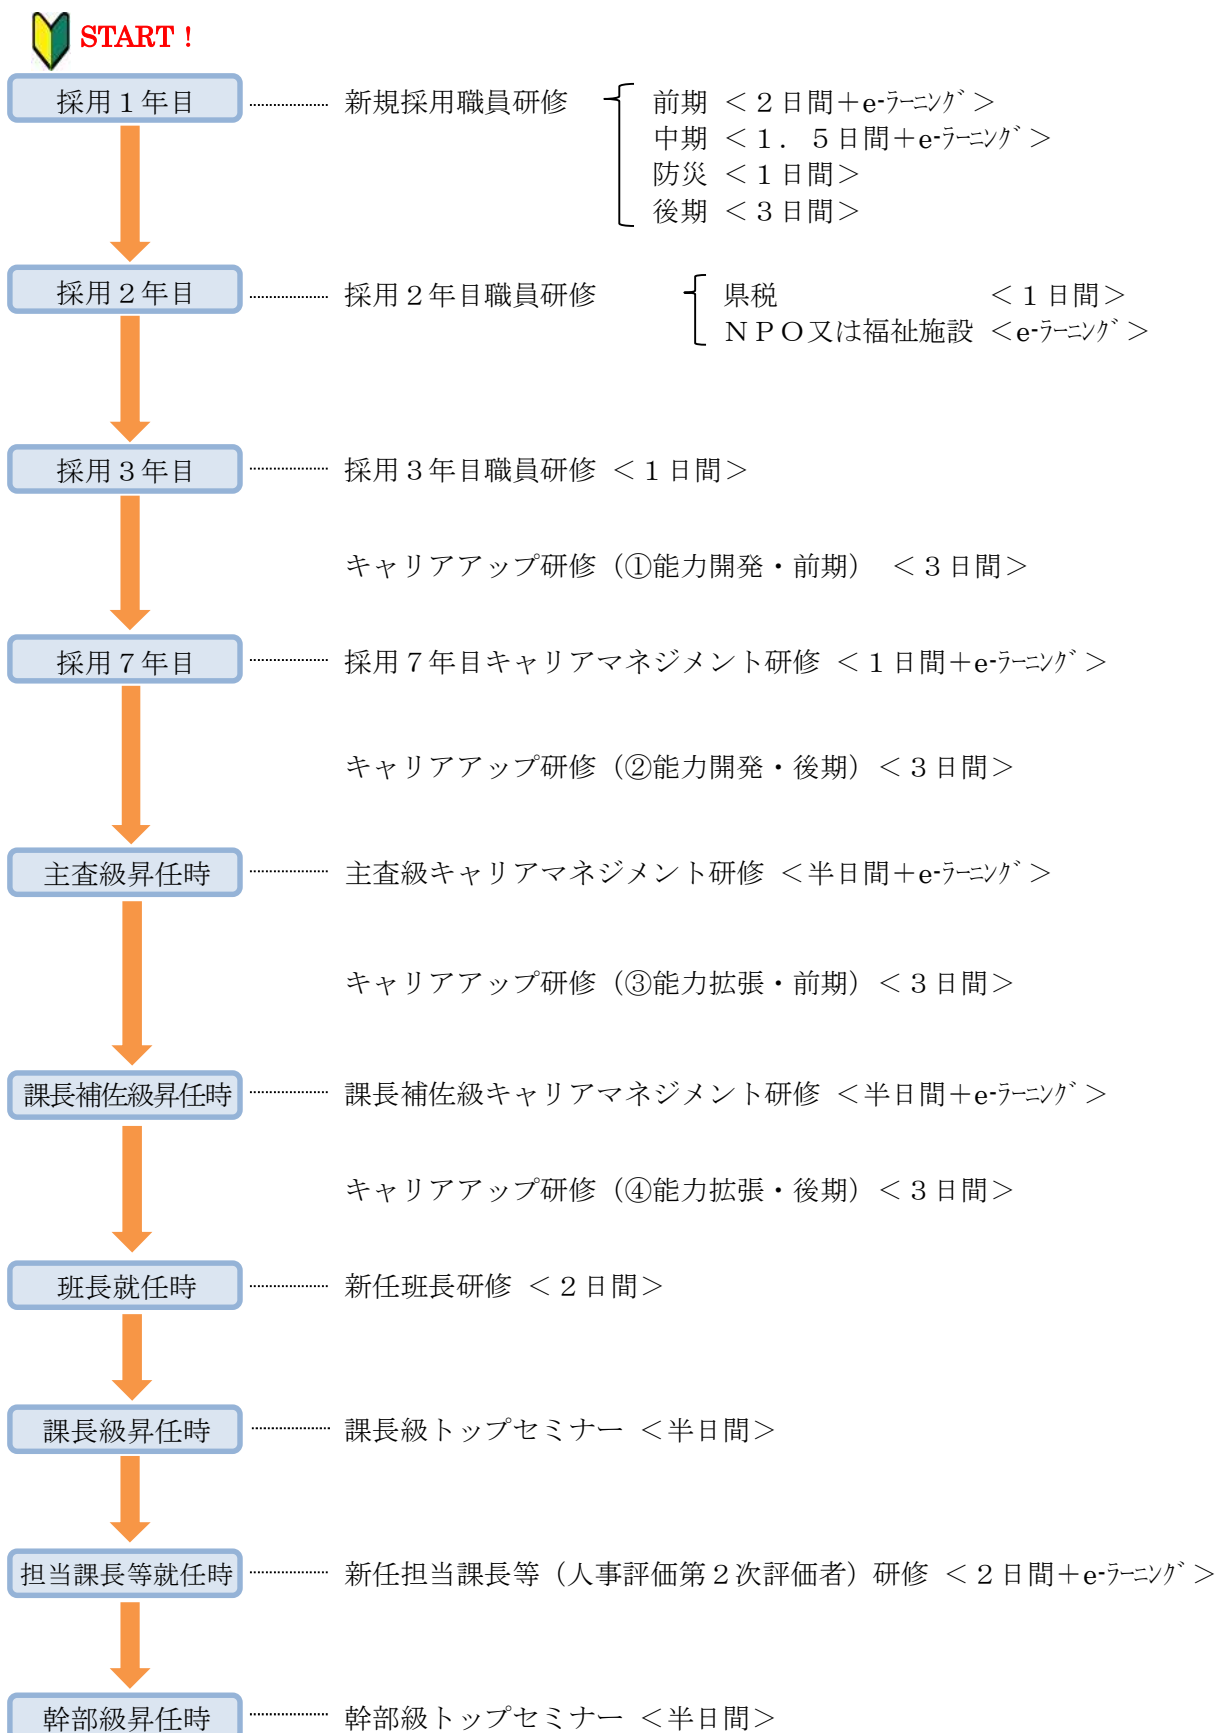 START！
採用１年目 新規採用職員研修 前期 ＜２日間＋e-ﾗｰﾆﾝｸﾞ＞
中期 ＜１．５日間＋e-ﾗｰﾆﾝｸﾞ＞
防災 ＜１日間＞
後期 ＜３日間＞
採用２年目 採用２年目職員研修 県税 ＜１日間＞
ＮＰＯ又は福祉施設 ＜e-ﾗｰﾆﾝｸﾞ＞
採用３年目 採用３年目職員研修 ＜１日間＞
キャリアアップ研修（①能力開発・前期） ＜３日間＞
採用７年目 採用７年目キャリアマネジメント研修 ＜１日間＋e-ﾗｰﾆﾝｸﾞ＞
キャリアアップ研修（②能力開発・後期）＜３日間＞
主査級昇任時 主査級キャリアマネジメント研修 ＜半日間＋e-ﾗｰﾆﾝｸﾞ＞
キャリアアップ研修（③能力拡張・前期）＜３日間＞
課長補佐級昇任時 課長補佐級キャリアマネジメント研修 ＜半日間＋e-ﾗｰﾆﾝｸﾞ＞
キャリアアップ研修（④能力拡張・後期）＜３日間＞
班長就任時 新任班長研修 ＜２日間＞
課長級昇任時 課長級トップセミナー ＜半日間＞
担当課長等就任時 新任担当課長等（人事評価第２次評価者）研修 ＜２日間＋e-ﾗｰﾆﾝｸﾞ＞
幹部級昇任時 幹部級トップセミナー ＜半日間＞